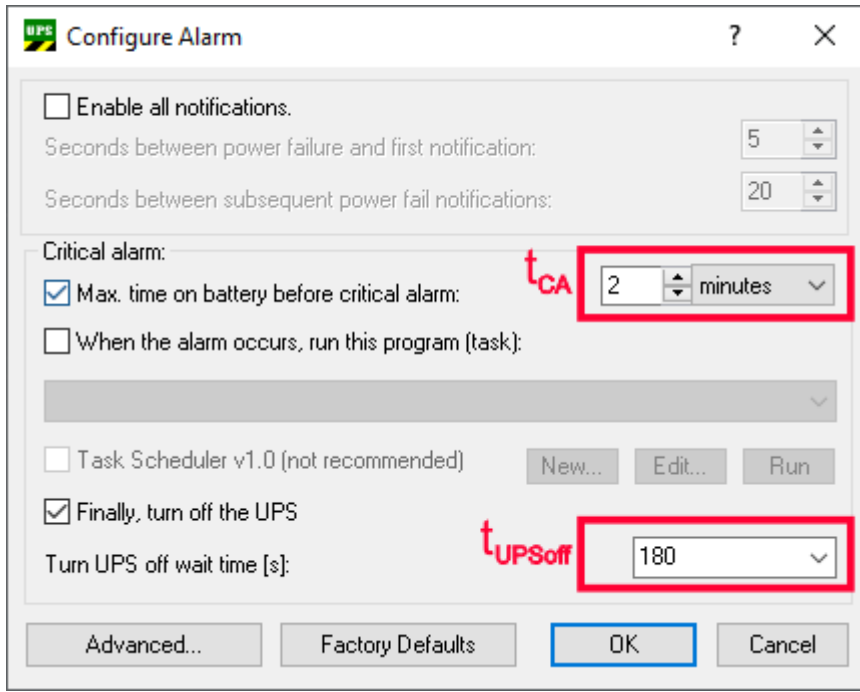 UPS Configure Alarm ?
Enable all notifications.
Seconds between power failure and first notification: 5
Seconds between subsequent power fail notifications: 20
Critical alarm:
tCA
Max. time on battery before critical alarm: 2 minutes
When the alarm occurs, run this program (task):
Task Scheduler v1.0 (not recommended) New... Edit... Run
Finally, turn off the UPS
tUPSoff
Turn UPS off wait time [s]: 180
Advanced... Factory Defaults OK Cancel